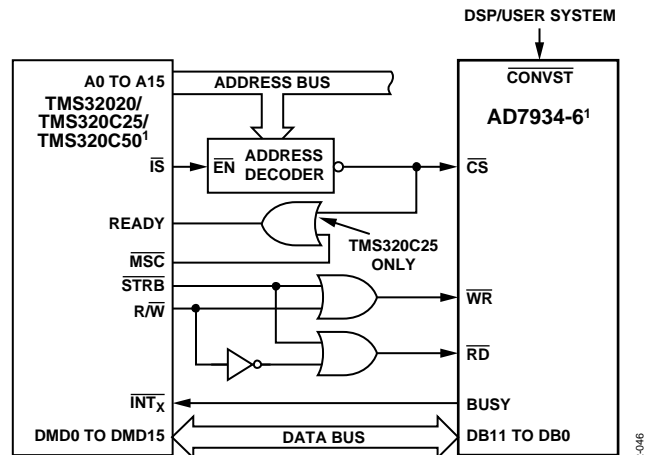 DSP/USER SYSTEM
A0 TO A15
ADDRESS BUS
CONVST
TMS32020/
TMS320C25/
TMS320C50¹
AD7934-6¹
IS
EN
ADDRESS
DECODER
CS
READY
TMS320C25
ONLY
MSC
STRB
R/W
WR
RD
INTX
BUSY
DMD0 TO DMD15
DATA BUS
DB11 TO DB0
-046